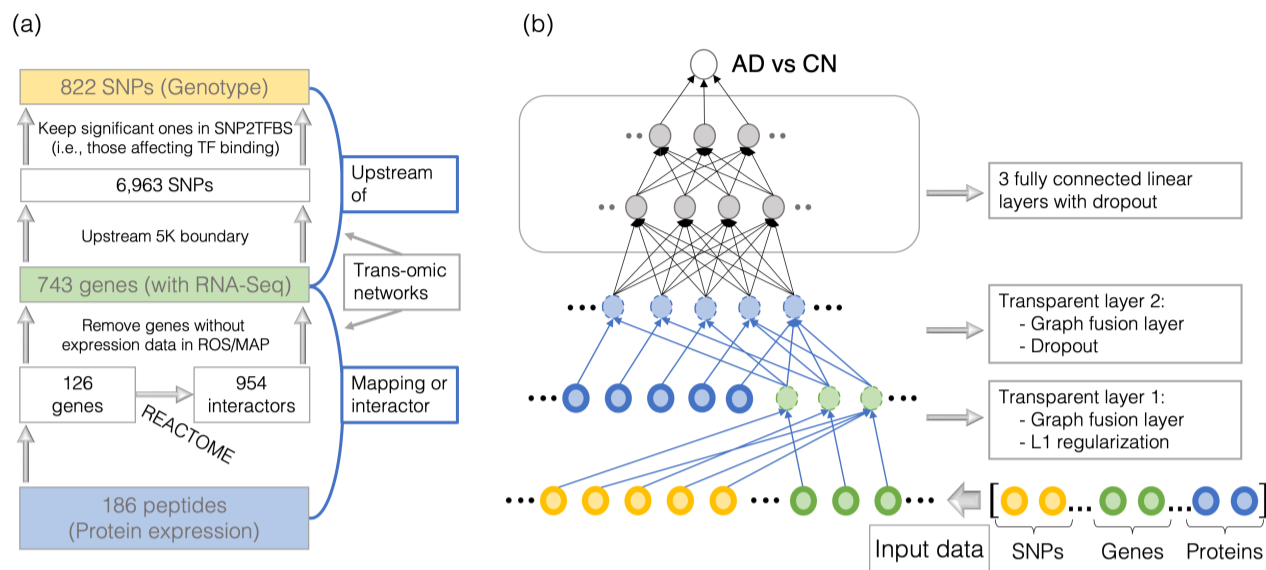 (a)
822 SNPs (Genotype)
Keep significant ones in SNP2TFBS
(i.e., those affecting TF binding)
6,963 SNPs
Upstream 5K boundary
743 genes (with RNA-Seq)
Remove genes without
expression data in ROS/MAP
126
genes
954
interactors
REACTOME
186 peptides
(Protein expression)
Upstream
of
Trans-omic
networks
Mapping or
interactor
(b)
AD vs CN
3 fully connected linear
layers with dropout
Transparent layer 2:
- Graph fusion layer
- Dropout
Transparent layer 1:
- Graph fusion layer
- L1 regularization
Input data
[ ... ... ]
SNPs
Genes
Proteins